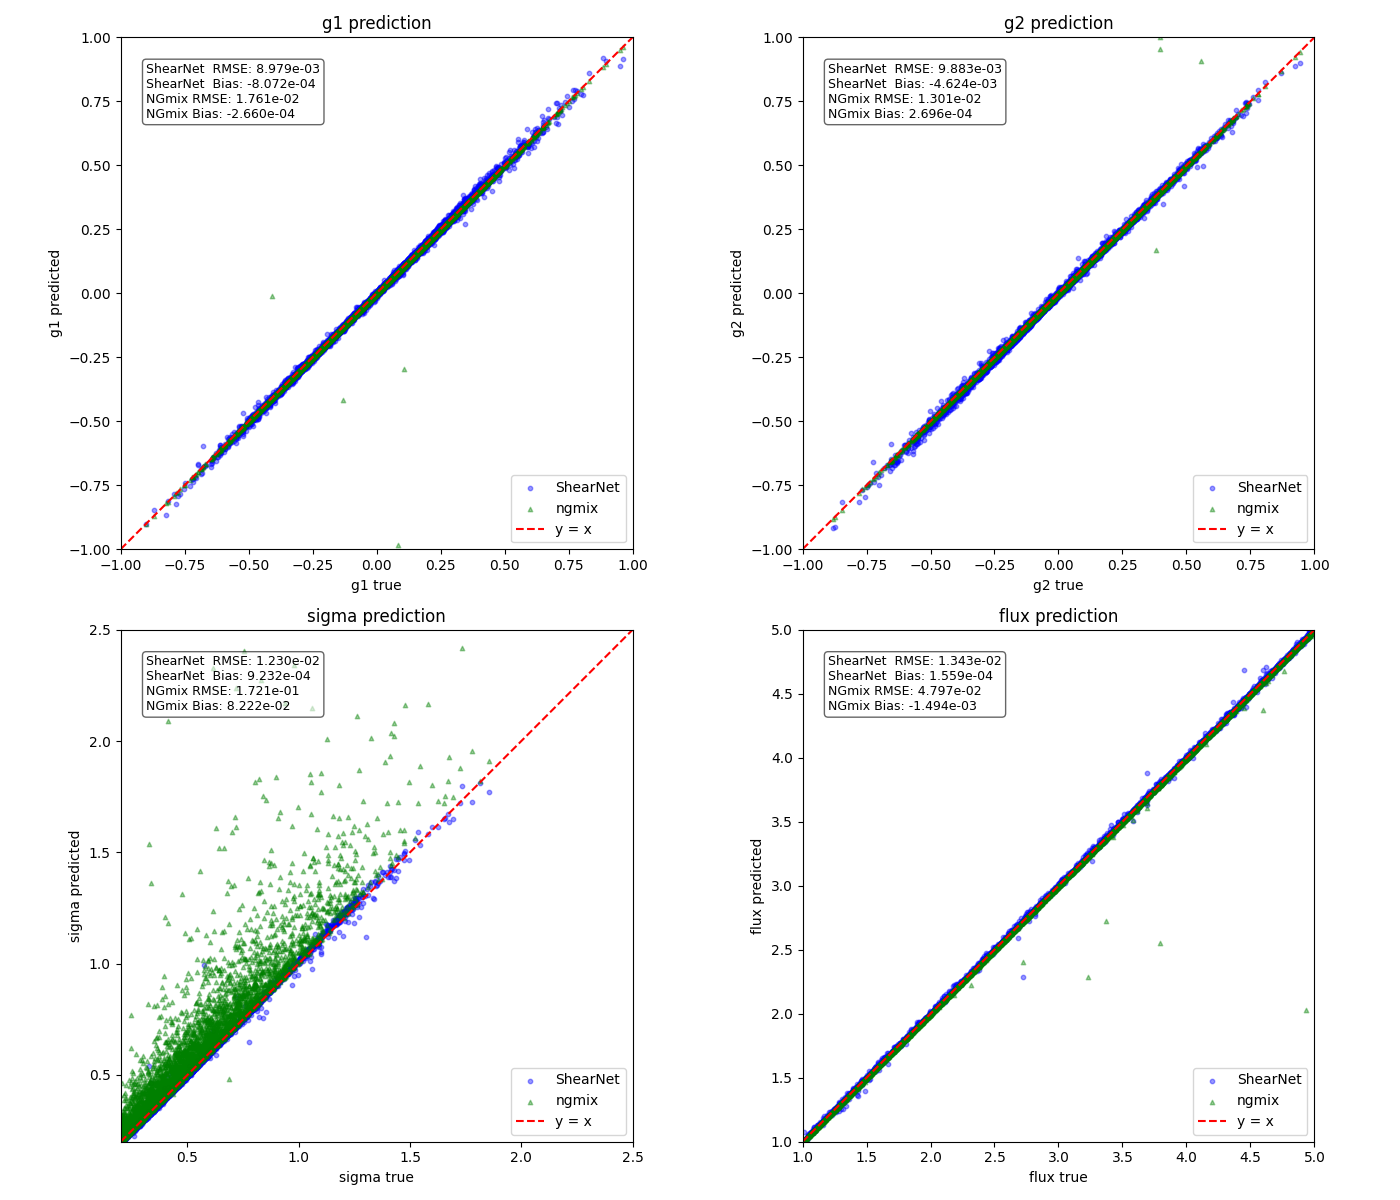 g1 prediction
ShearNet  RMSE: 8.979e-03
ShearNet  Bias: -8.072e-04
NGmix RMSE: 1.761e-02
NGmix Bias: -2.660e-04
1.00
0.75
0.50
0.25
0.00
−0.25
−0.50
−0.75
−1.00
g1 predicted
ShearNet
ngmix
y = x
−1.00 −0.75 −0.50 −0.25 0.00 0.25 0.50 0.75 1.00
g1 true
g2 prediction
ShearNet  RMSE: 9.883e-03
ShearNet  Bias: -4.624e-03
NGmix RMSE: 1.301e-02
NGmix Bias: 2.696e-04
1.00
0.75
0.50
0.25
0.00
−0.25
−0.50
−0.75
−1.00
g2 predicted
ShearNet
ngmix
y = x
−1.00 −0.75 −0.50 −0.25 0.00 0.25 0.50 0.75 1.00
g2 true
sigma prediction
ShearNet  RMSE: 1.230e-02
ShearNet  Bias: 9.232e-04
NGmix RMSE: 1.721e-01
NGmix Bias: 8.222e-02
2.5
2.0
1.5
1.0
0.5
sigma predicted
ShearNet
ngmix
y = x
0.5 1.0 1.5 2.0 2.5
sigma true
flux prediction
ShearNet  RMSE: 1.343e-02
ShearNet  Bias: 1.559e-04
NGmix RMSE: 4.797e-02
NGmix Bias: -1.494e-03
5.0
4.5
4.0
3.5
3.0
2.5
2.0
1.5
1.0
flux predicted
ShearNet
ngmix
y = x
1.0 1.5 2.0 2.5 3.0 3.5 4.0 4.5 5.0
flux true